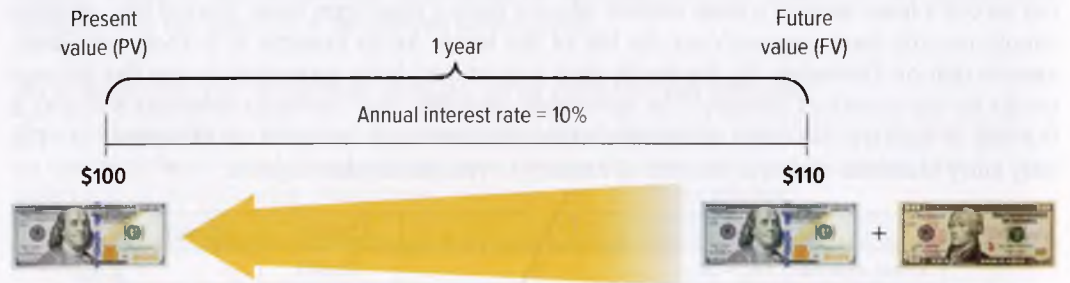 Present
value (PV)
1 year
Future
value (FV)
Annual interest rate = 10%
$100
$110
+